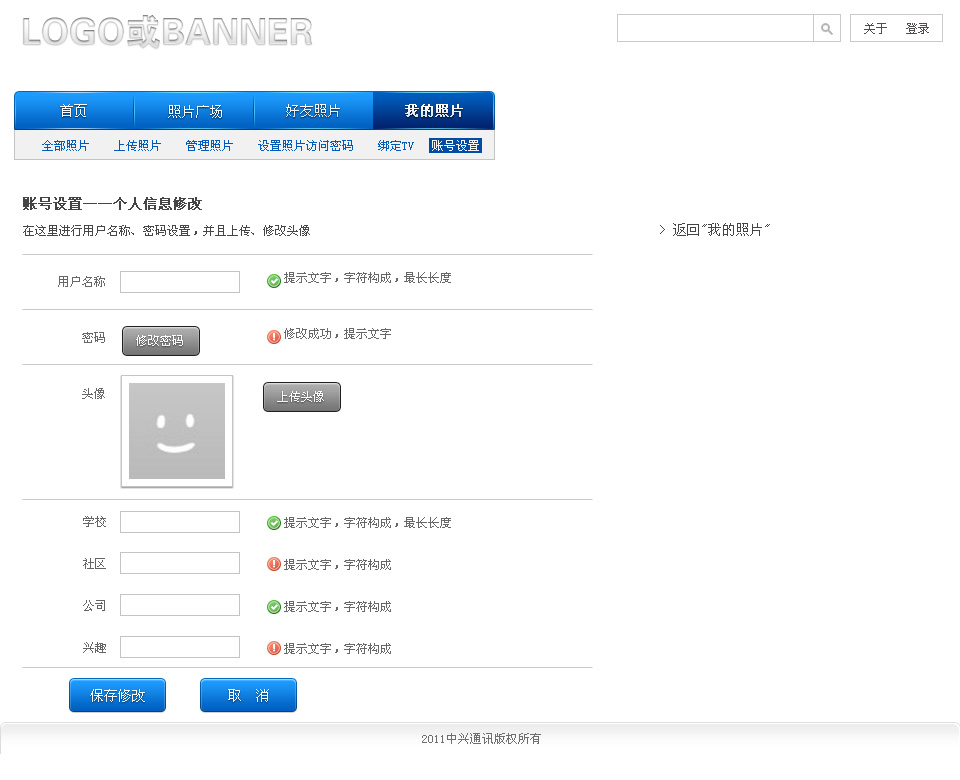 LOGO或BANNER
关于 登录
首页 照片广场 好友照片 我的照片
全部照片 上传照片 管理照片 设置照片访问密码 绑定TV 账号设置
账号设置——个人信息修改
在这里进行用户名称、密码设置，并且上传、修改头像
> 返回"我的照片"
用户名称 提示文字，字符构成，最长长度
密码 修改密码 修改成功，提示文字
头像 上传头像
学校 提示文字，字符构成，最长长度
社区 提示文字，字符构成
公司 提示文字，字符构成
兴趣 提示文字，字符构成
保存修改 取 消
2011中兴通讯版权所有